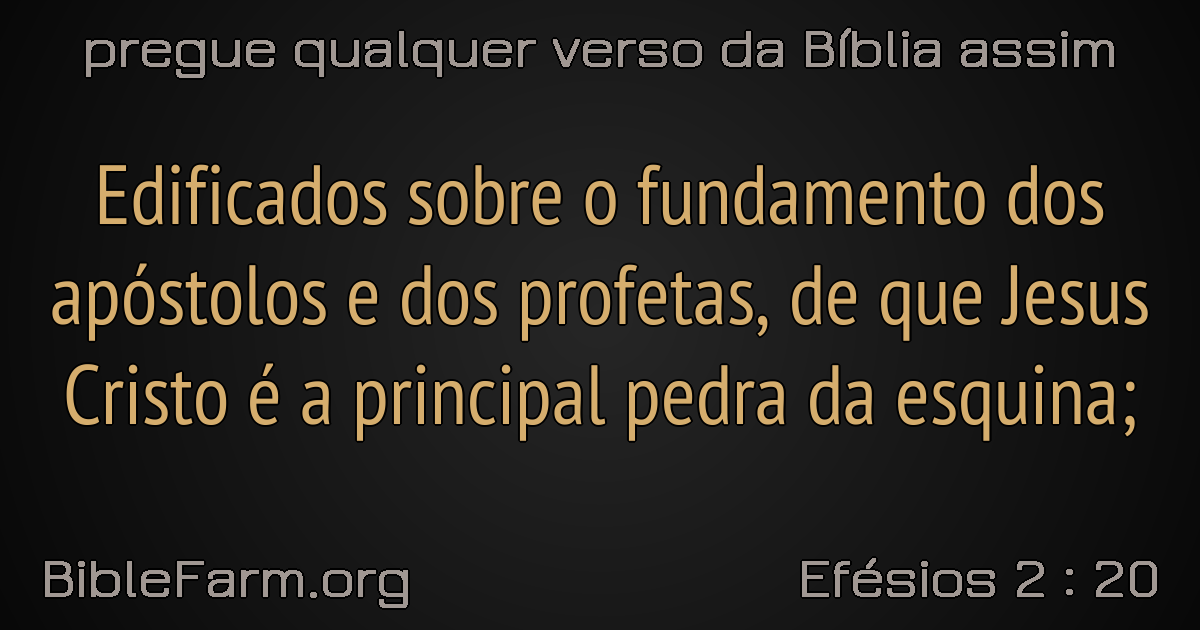 pregue qualquer verso da Bíblia assim
Edificados sobre o fundamento dos
apóstolos e dos profetas, de que Jesus
Cristo é a principal pedra da esquina;
BibleFarm.org
Efésios 2 : 20